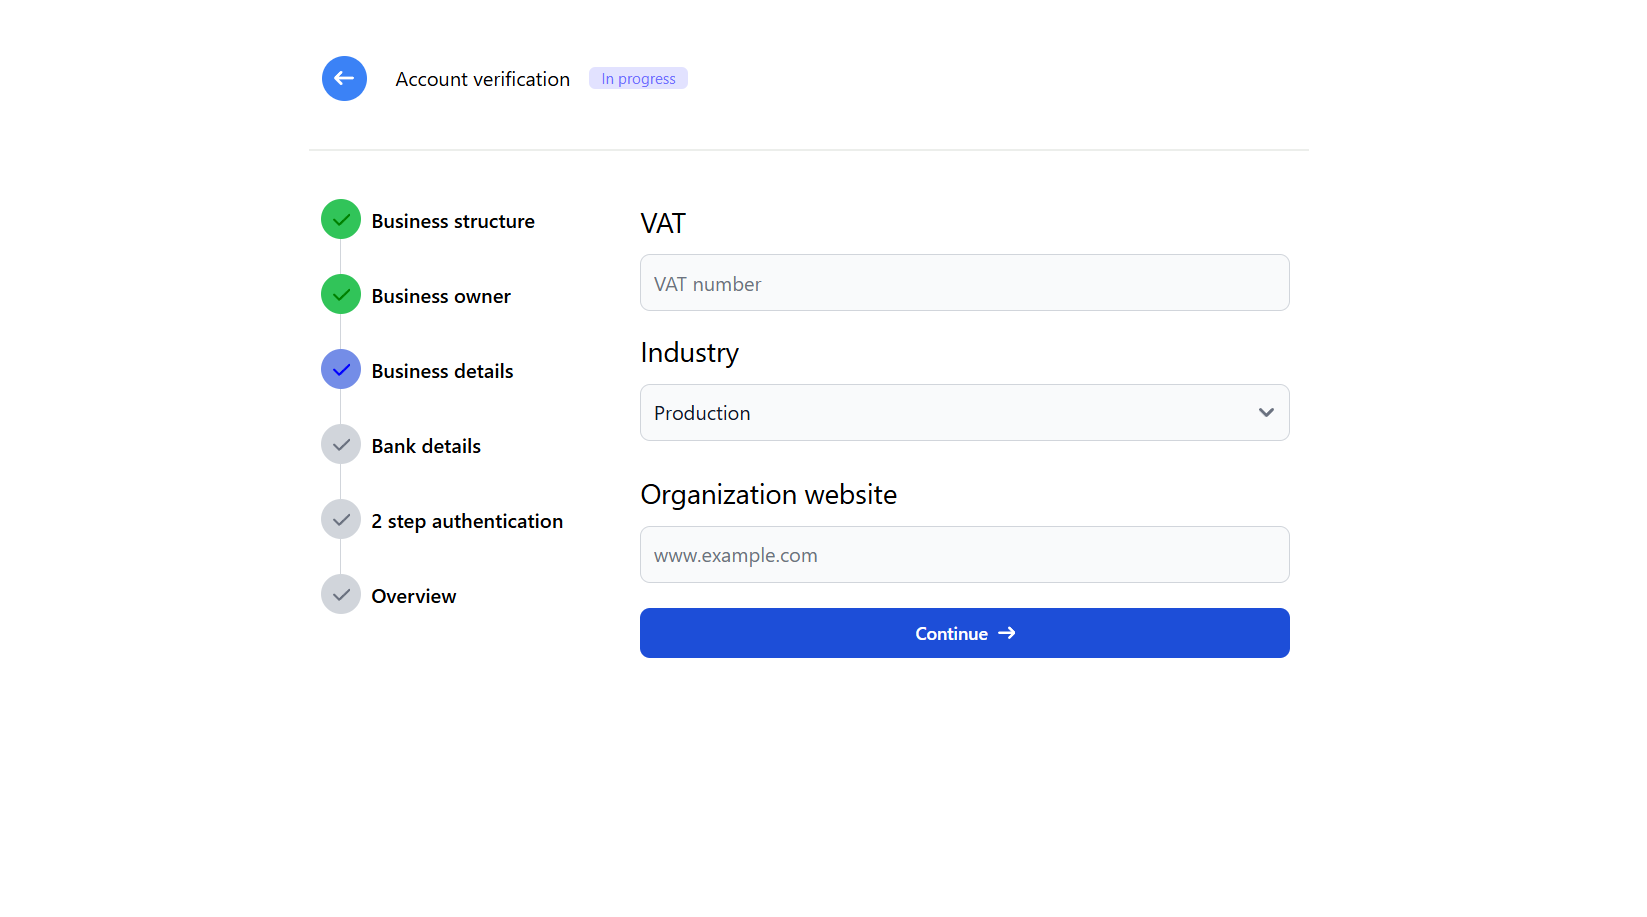 Account verification In progress
Business structure
Business owner
Business details
Bank details
2 step authentication
Overview
VAT
VAT number
Industry
Production
Organization website
www.example.com
Continue